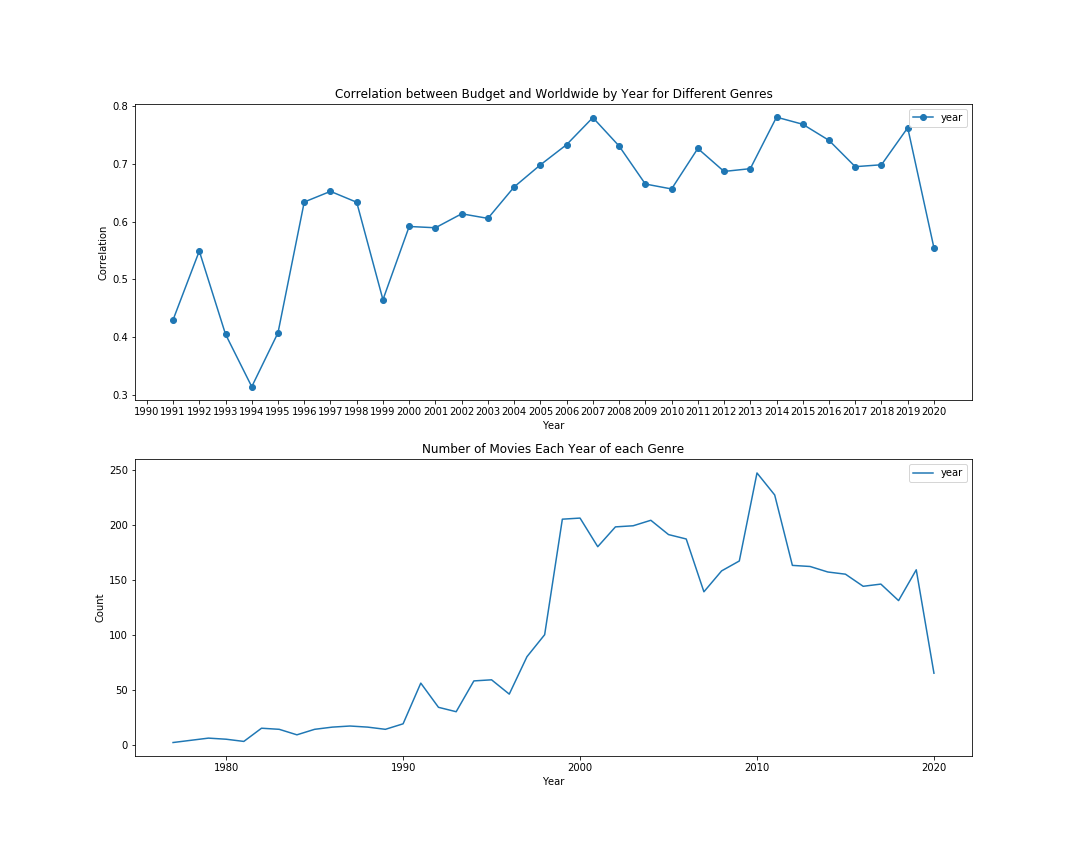 Correlation between Budget and Worldwide by Year for Different Genres
year
0.8
0.7
0.6
0.5
0.4
0.3
Correlation
1990 1991 1992 1993 1994 1995 1996 1997 1998 1999 2000 2001 2002 2003 2004 2005 2006 2007 2008 2009 2010 2011 2012 2013 2014 2015 2016 2017 2018 2019 2020
Year
Number of Movies Each Year of each Genre
year
250
200
150
100
50
0
Count
1980 1990 2000 2010 2020
Year